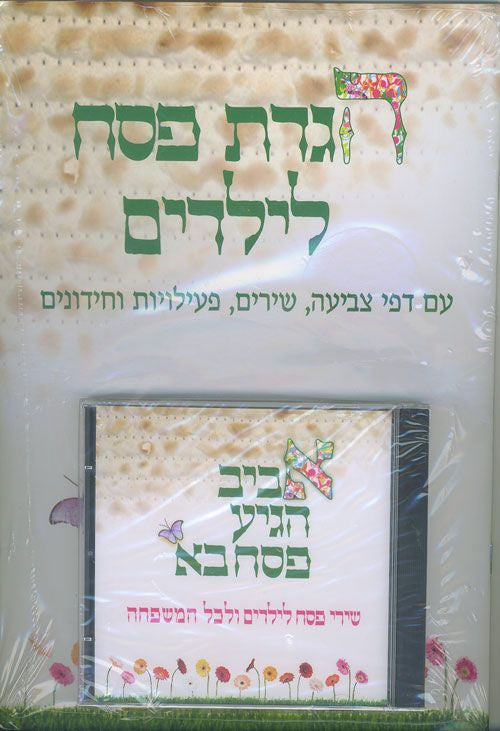 הגדת פסח
לילדים
עם דפי צביעה, שירים, פעילויות וחידונים
אביב
הגיע
פסח בא
שירי פסח לילדים ולכל המשפחה